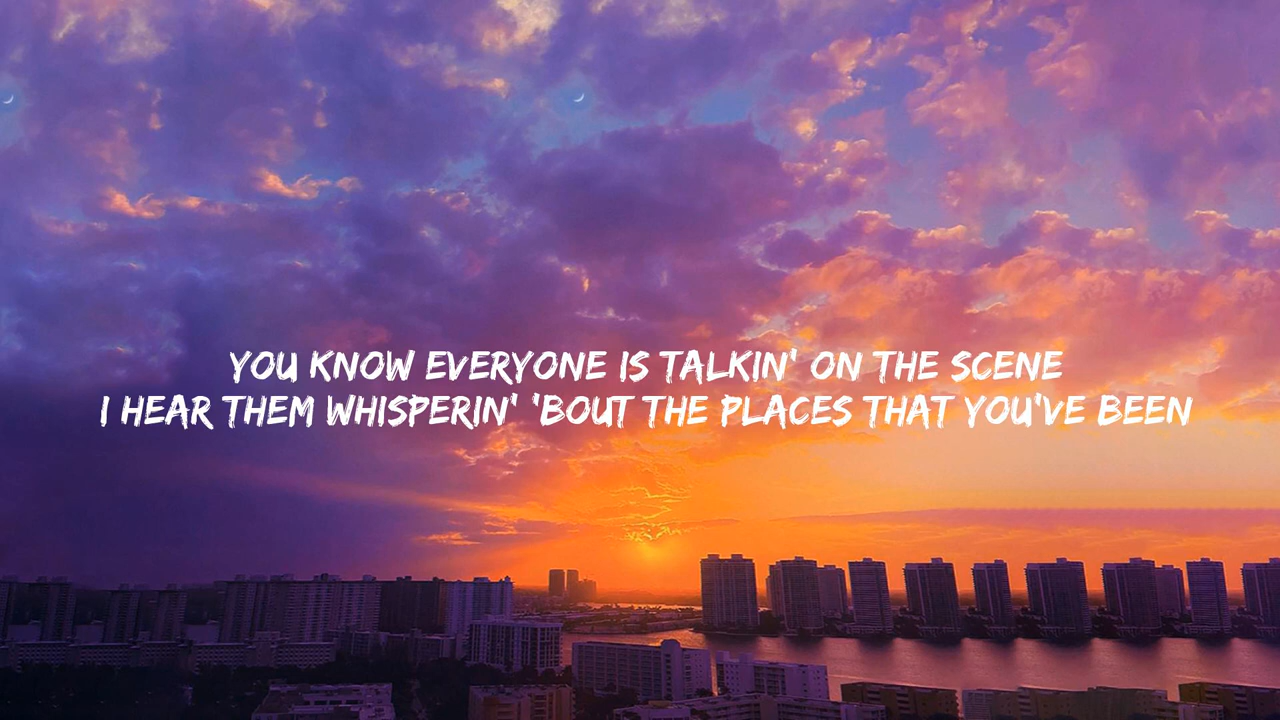 YOU KNOW EVERYONE IS TALKIN' ON THE SCENE
I HEAR THEM WHISPERIN' 'BOUT THE PLACES THAT YOU'VE BEEN